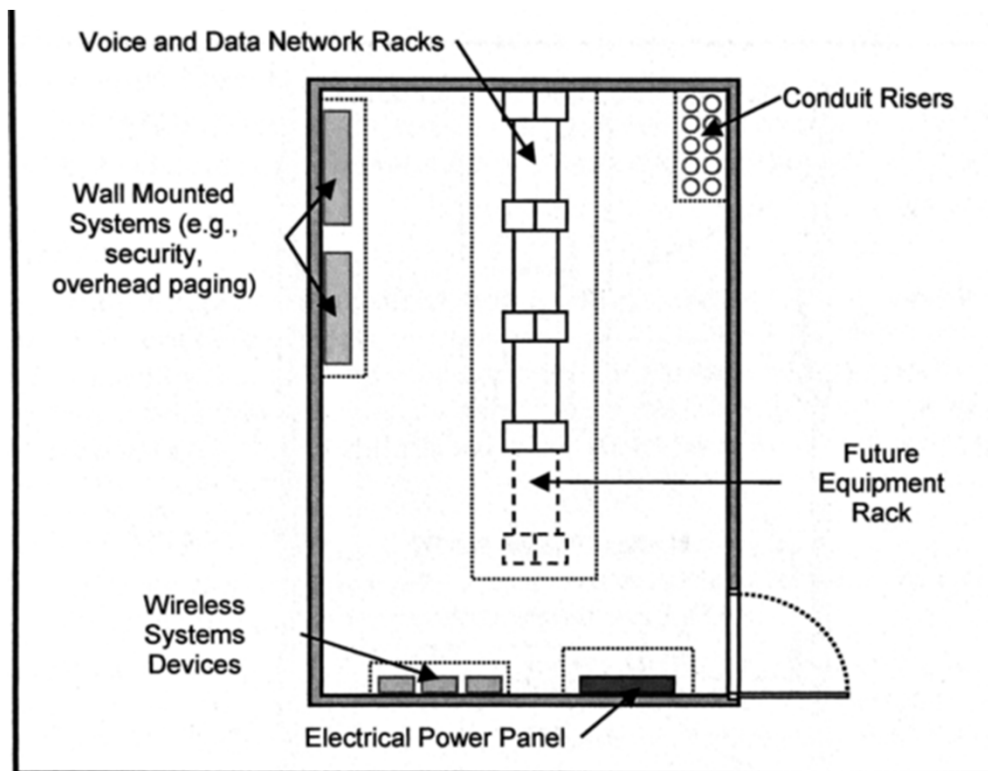 Voice and Data Network Racks
Conduit Risers
Wall Mounted
Systems (e.g.,
security,
overhead paging)
Future
Equipment
Rack
Wireless
Systems
Devices
Electrical Power Panel